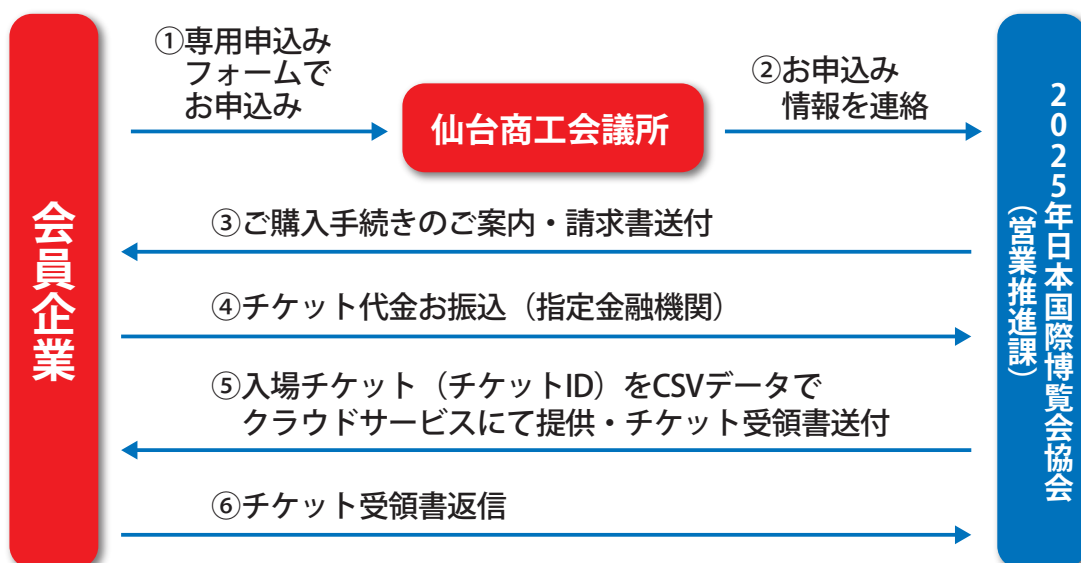 ①専用申込み
フォームで
お申込み
②お申込み
情報を連絡
仙台商工会議所
会員企業
2025年日本国際博覧会協会
（営業推進課）
③ご購入手続きのご案内・請求書送付
④チケット代金お振込（指定金融機関）
⑤入場チケット（チケットID）をCSVデータで
クラウドサービスにて提供・チケット受領書送付
⑥チケット受領書返信